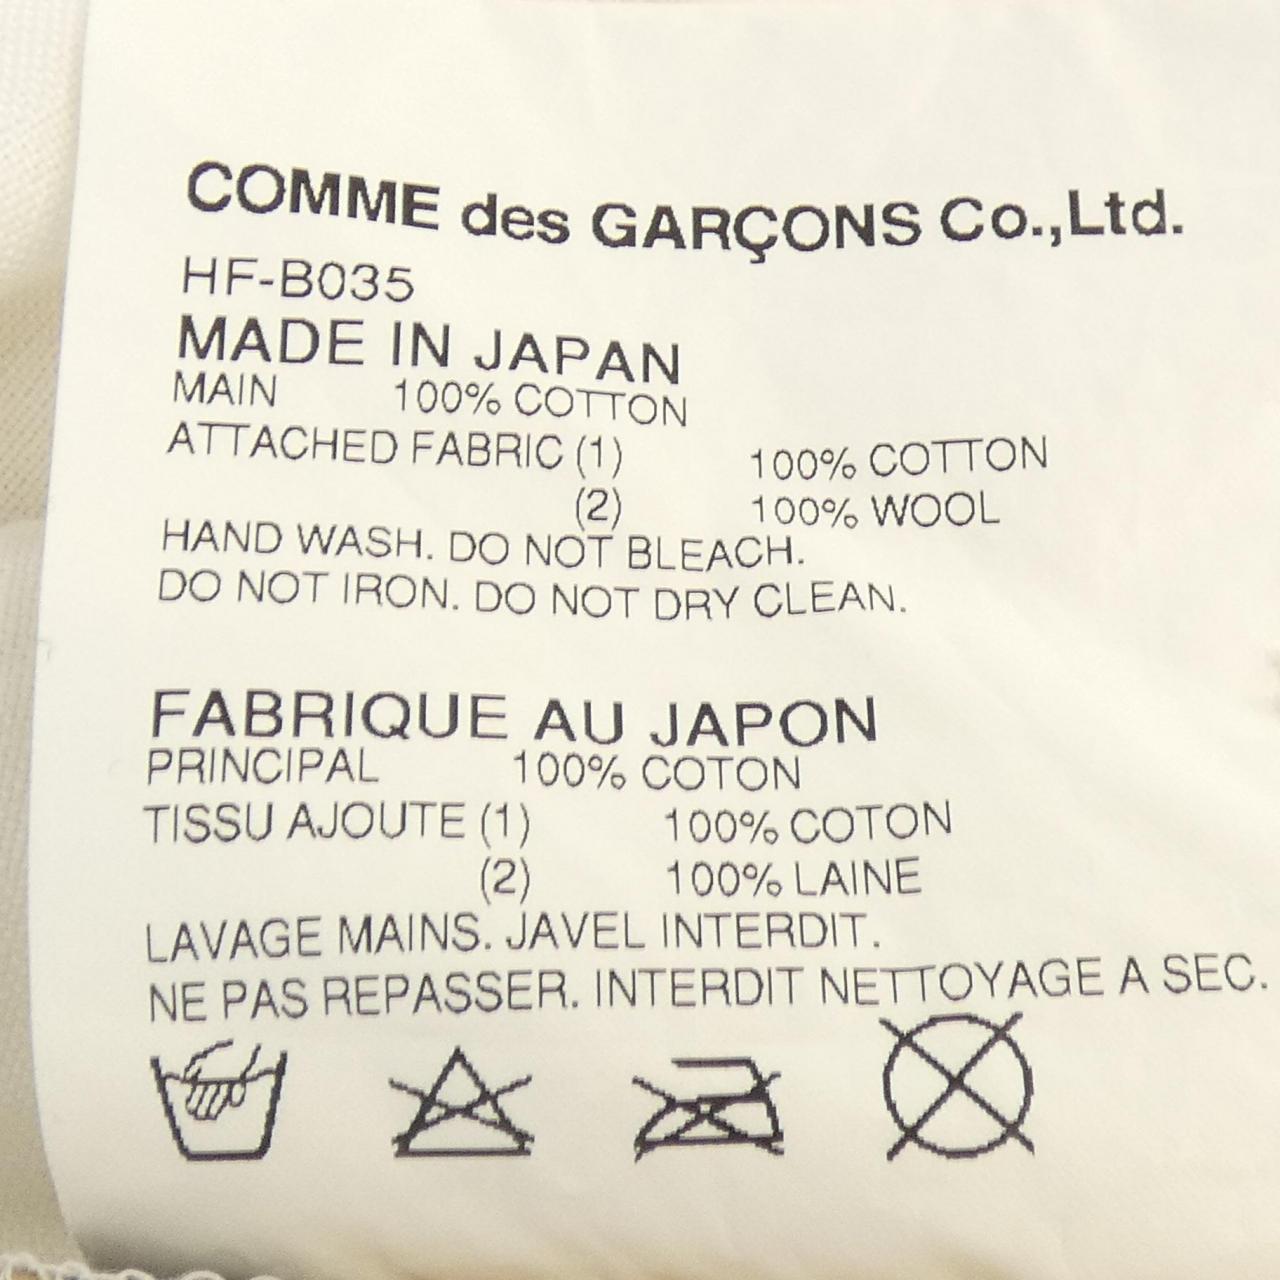 COMME des GARÇONS Co.,Ltd.
HF-B035
MADE IN JAPAN
MAIN 100% COTTON
ATTACHED FABRIC (1) 100% COTTON
(2) 100% WOOL
HAND WASH. DO NOT BLEACH.
DO NOT IRON. DO NOT DRY CLEAN.
FABRIQUE AU JAPON
PRINCIPAL 100% COTON
TISSU AJOUTE (1) 100% COTON
(2) 100% LAINE
LAVAGE MAINS. JAVEL INTERDIT.
NE PAS REPASSER. INTERDIT NETTOYAGE A SEC.